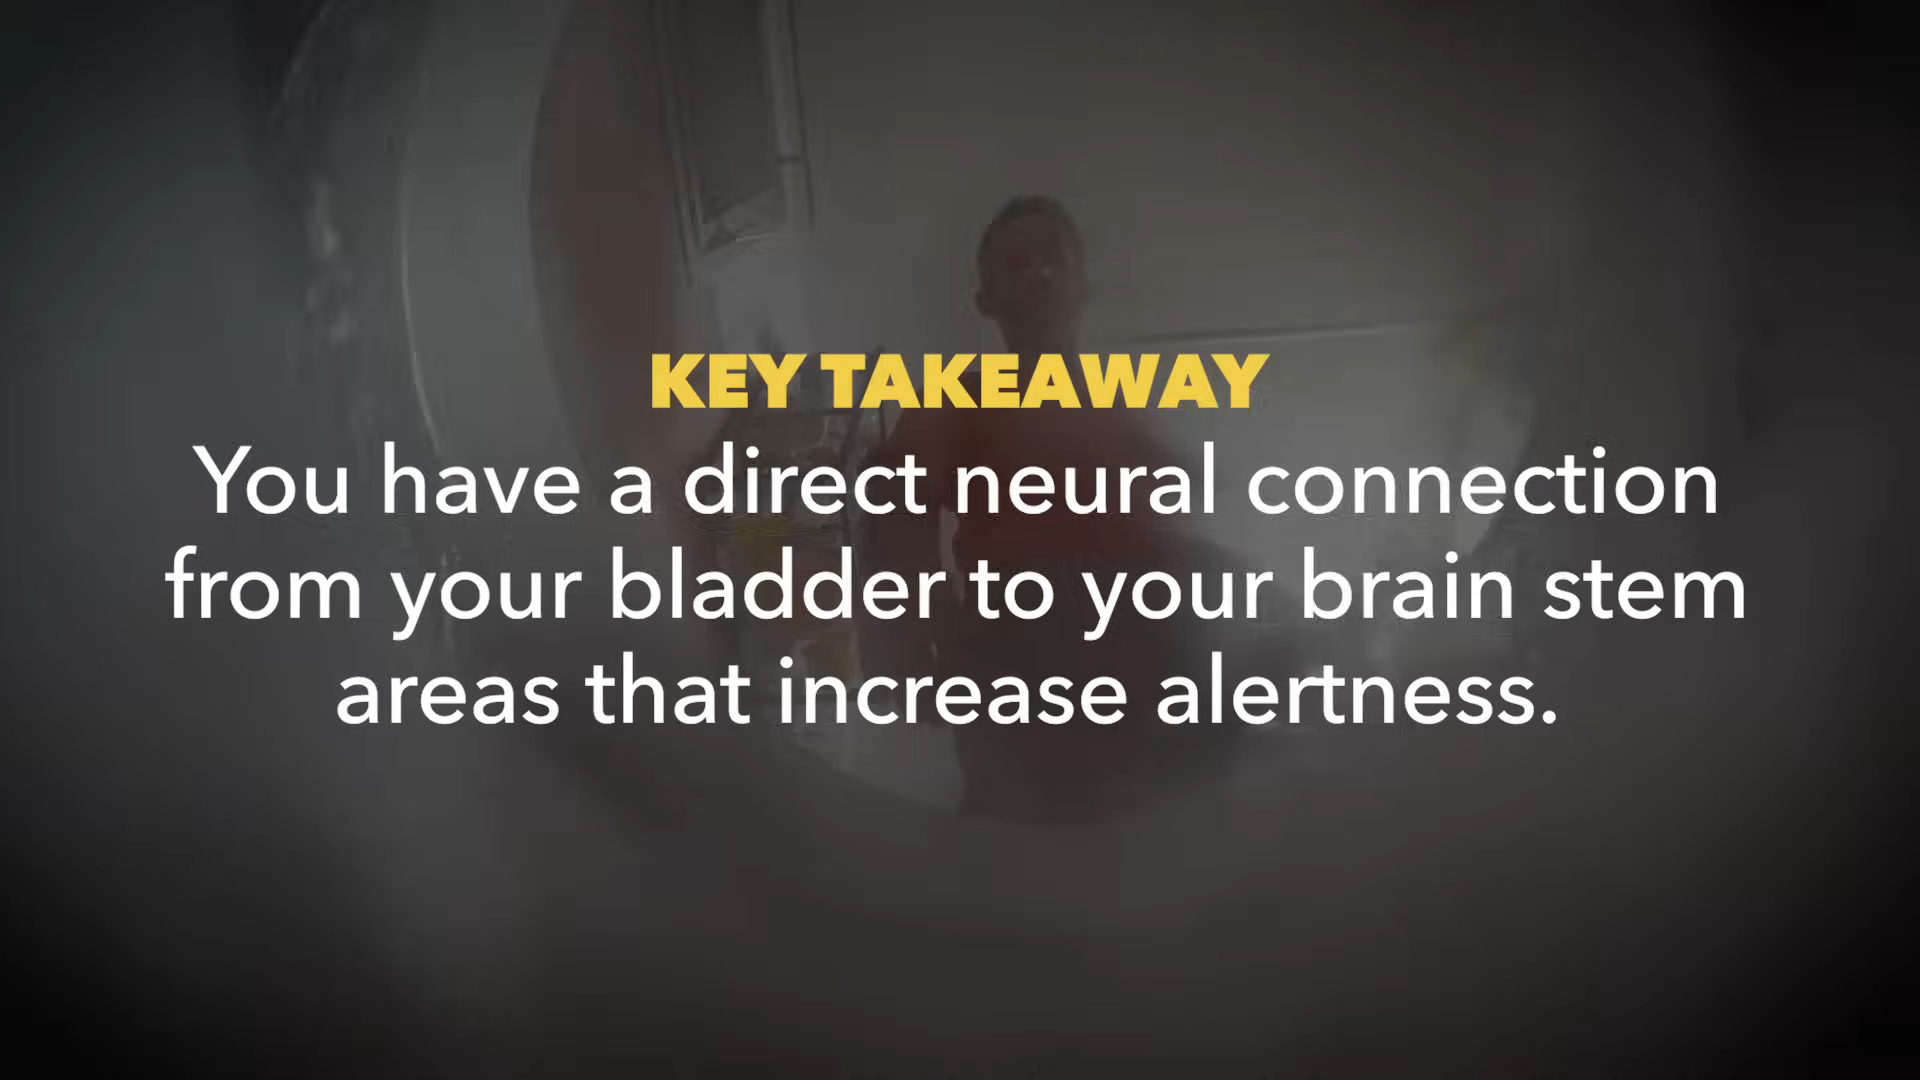 KEY TAKEAWAY
You have a direct neural connection
from your bladder to your brain stem
areas that increase alertness.